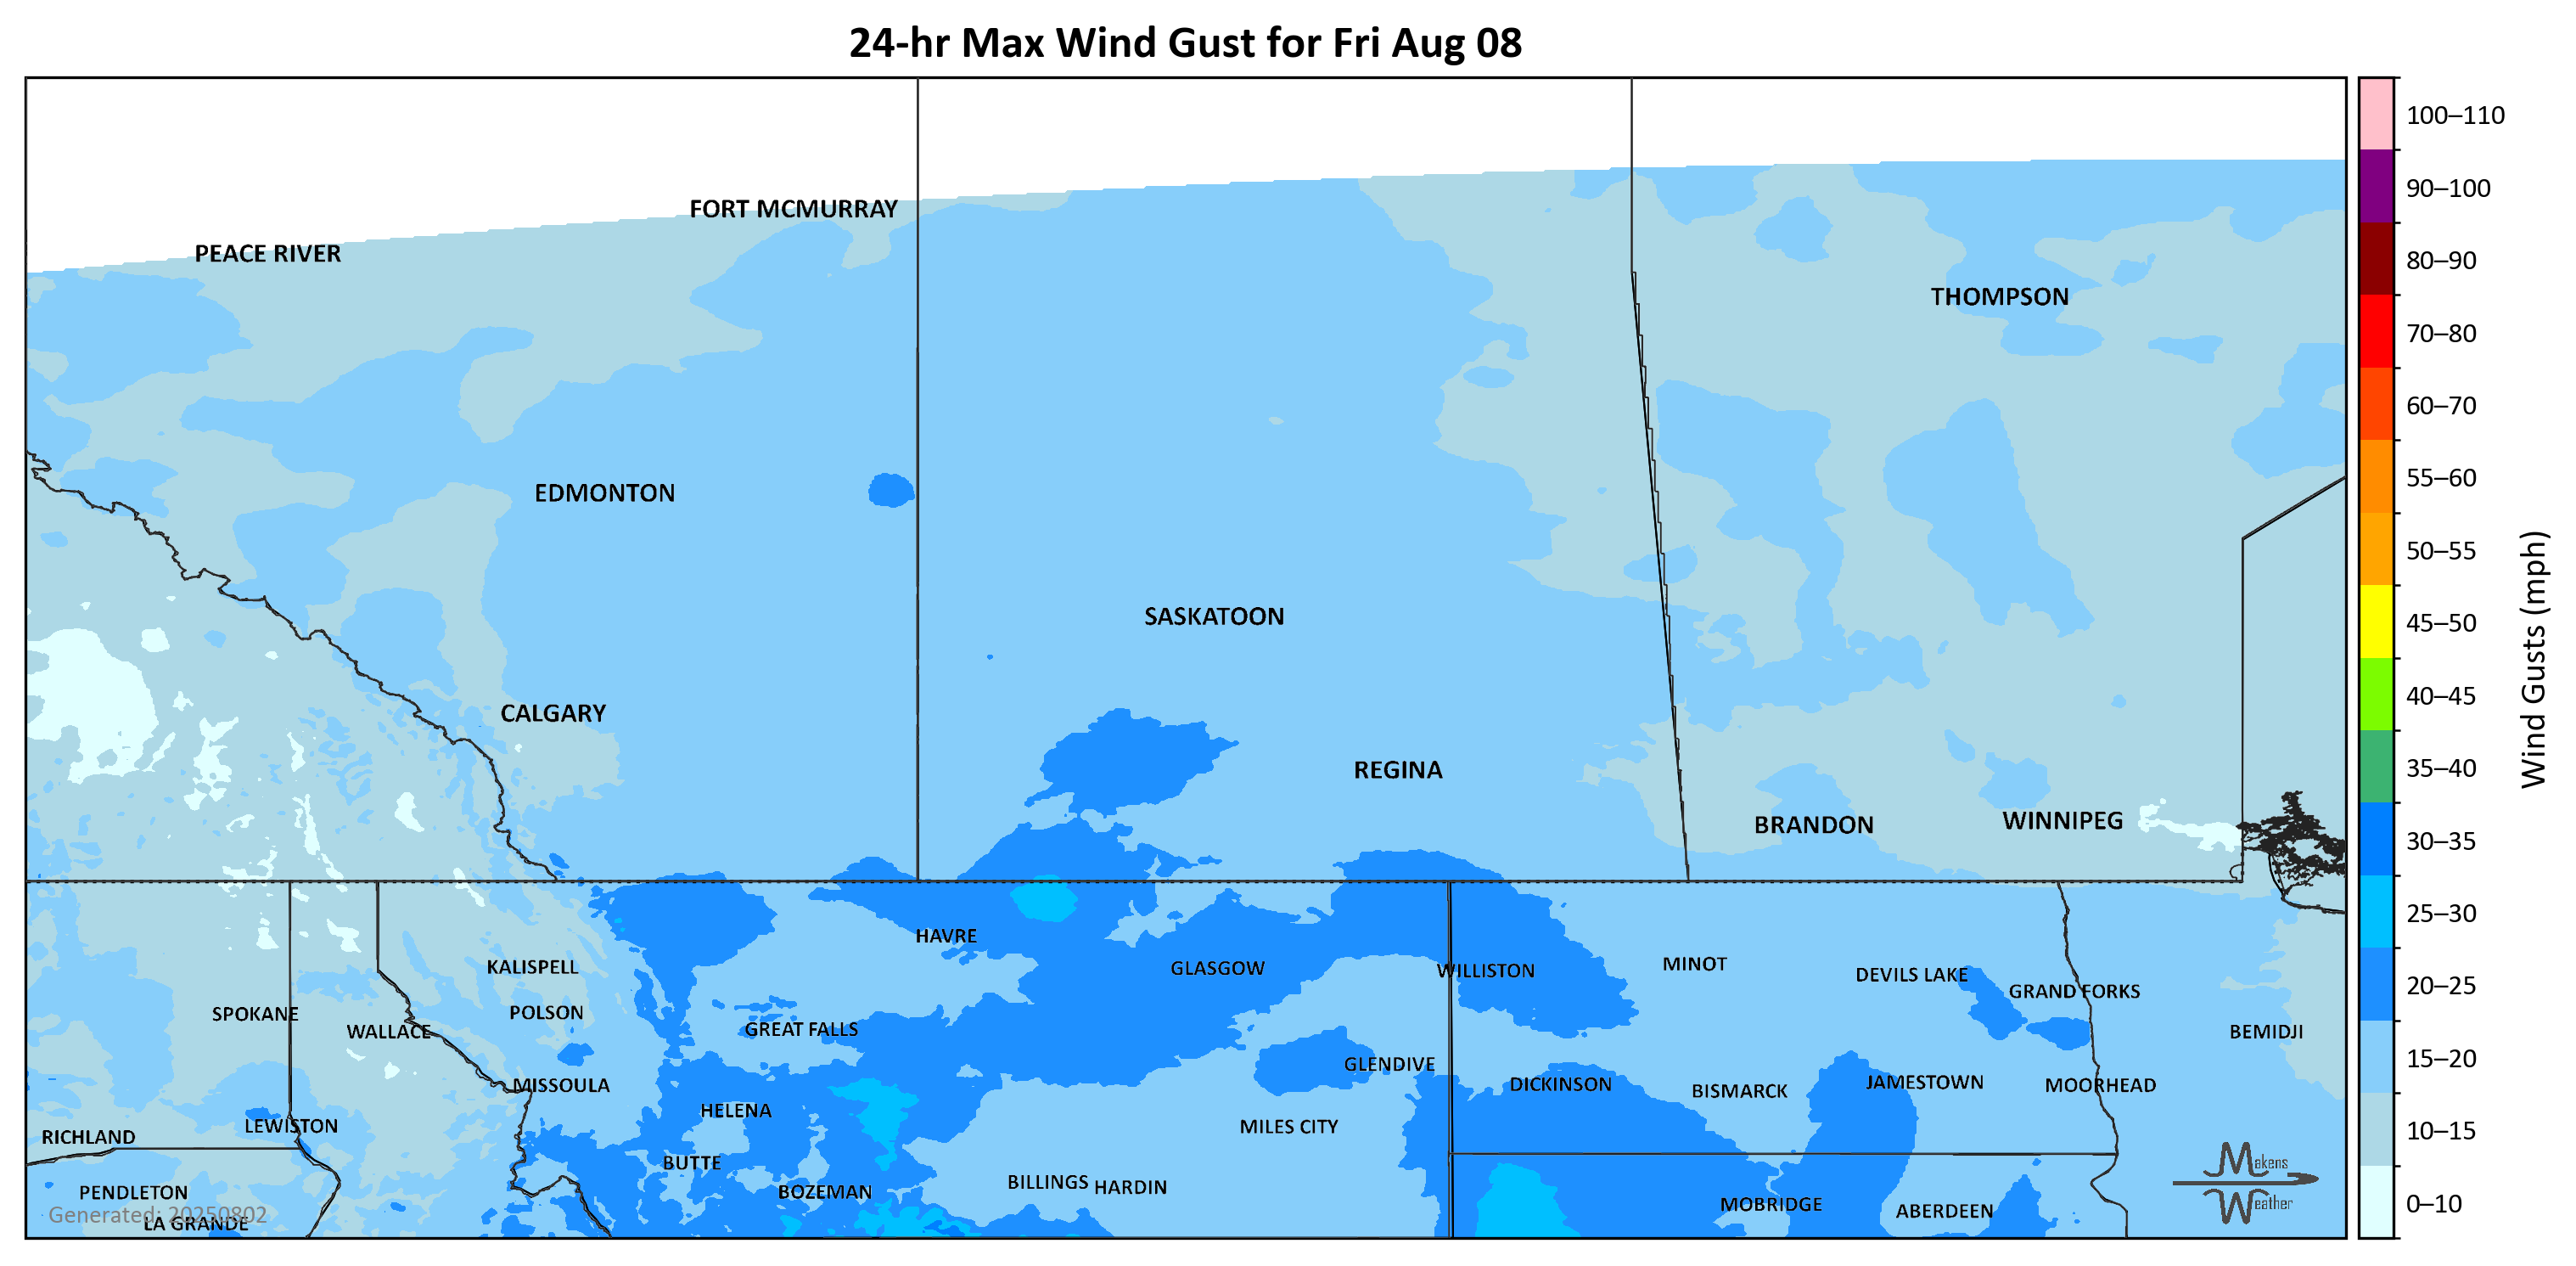 24-hr Max Wind Gust for Fri Aug 08
100–110
90–100
80–90
70–80
60–70
55–60
50–55
45–50
40–45
35–40
30–35
25–30
20–25
15–20
10–15
0–10
Wind Gusts (mph)
FORT MCMURRAY
PEACE RIVER
THOMPSON
EDMONTON
SASKATOON
CALGARY
REGINA
BRANDON
WINNIPEG
HAVRE
KALISPELL
GLASGOW
WILLISTON
MINOT
DEVILS LAKE
GRAND FORKS
SPOKANE
POLSON
WALLACE
GREAT FALLS
BEMIDJI
GLENDIVE
MISSOULA
DICKINSON
BISMARCK
JAMESTOWN
MOORHEAD
HELENA
LEWISTON
MILES CITY
RICHLAND
BUTTE
BILLINGS
HARDIN
BOZEMAN
PENDLETON
MOBRIDGE
ABERDEEN
Generated: 20250802
LA GRANDE
Makens
Weather